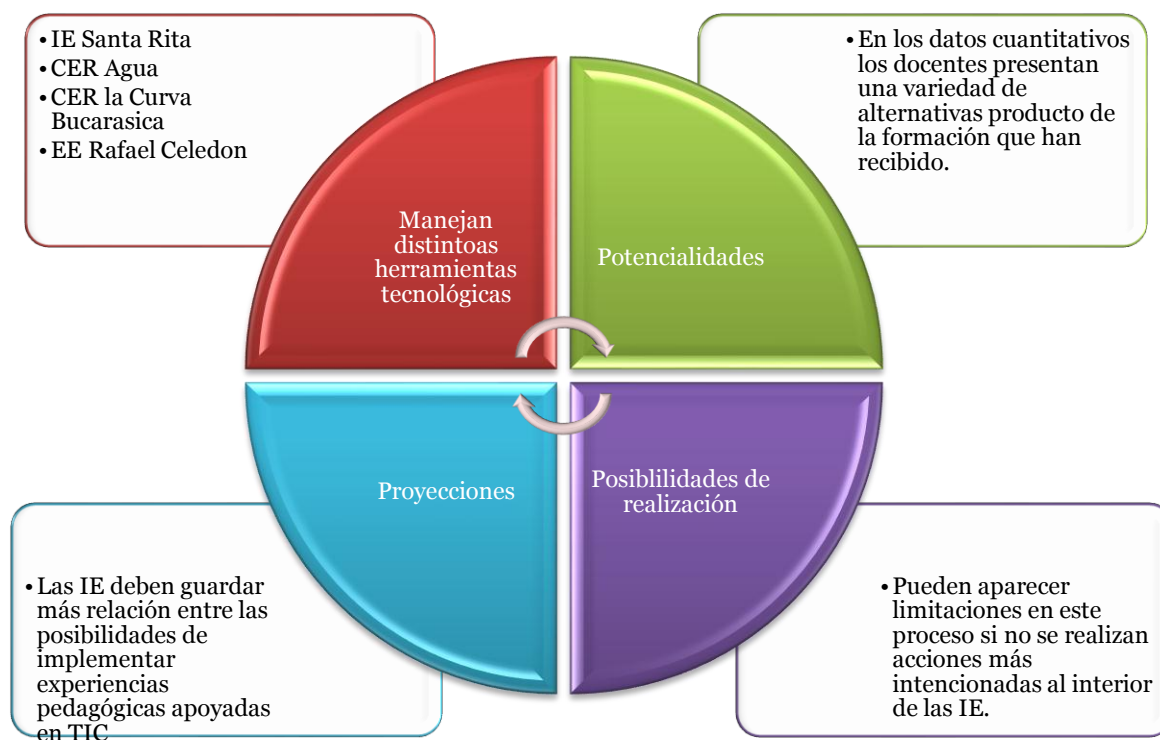 • IE Santa Rita
• CER Agua
• CER la Curva
Bucarasica
• EE Rafael Celedon
• En los datos cuantitativos
los docentes presentan
una variedad de
alternativas producto de
la formación que han
recibido.
Manejan
distintoas
herramientas
tecnológicas
Potencialidades
Proyecciones
Posiblilidades de
realización
• Las IE deben guardar
más relación entre las
posibilidades de
implementar
experiencias
pedagógicas apoyadas
en TIC
• Pueden aparecer
limitaciones en este
proceso si no se realizan
acciones más
intencionadas al interior
de las IE.